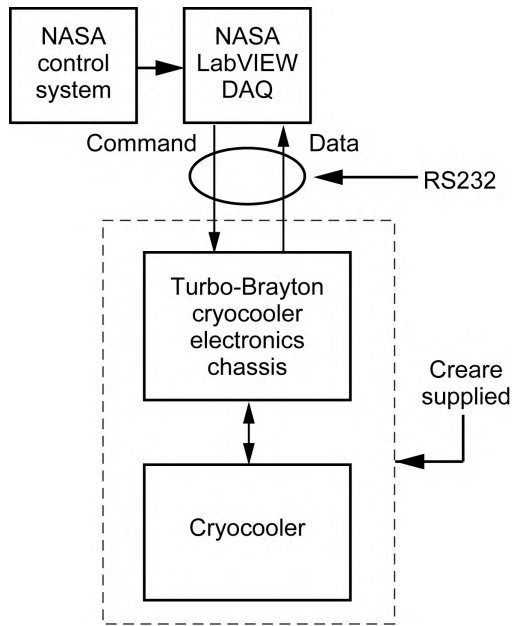 NASA
control
system
NASA
LabVIEW
DAQ
Command
Data
RS232
Turbo-Brayton
cryocooler
electronics
chassis
Creare
supplied
Cryocooler